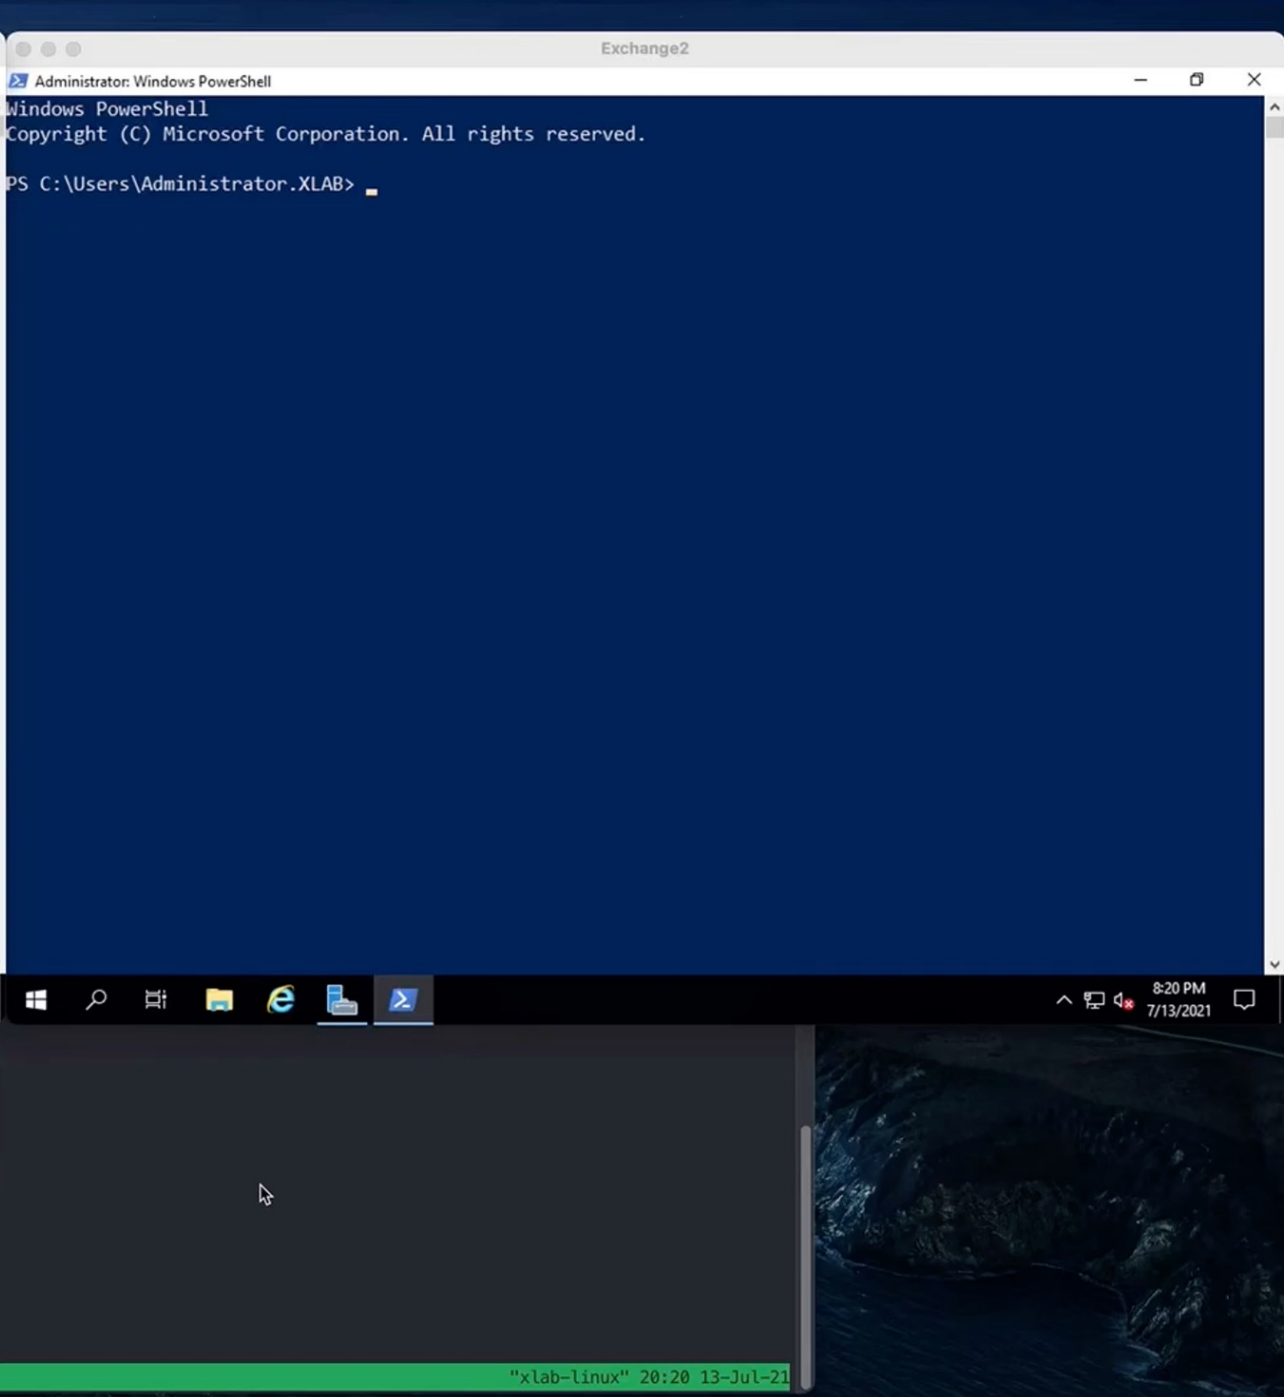 Exchange2
Administrator: Windows PowerShell
Windows PowerShell
Copyright (C) Microsoft Corporation. All rights reserved.
PS C:\Users\Administrator.XLAB>
8:20 PM
7/13/2021
"xlab-linux" 20:20 13-Jul-21